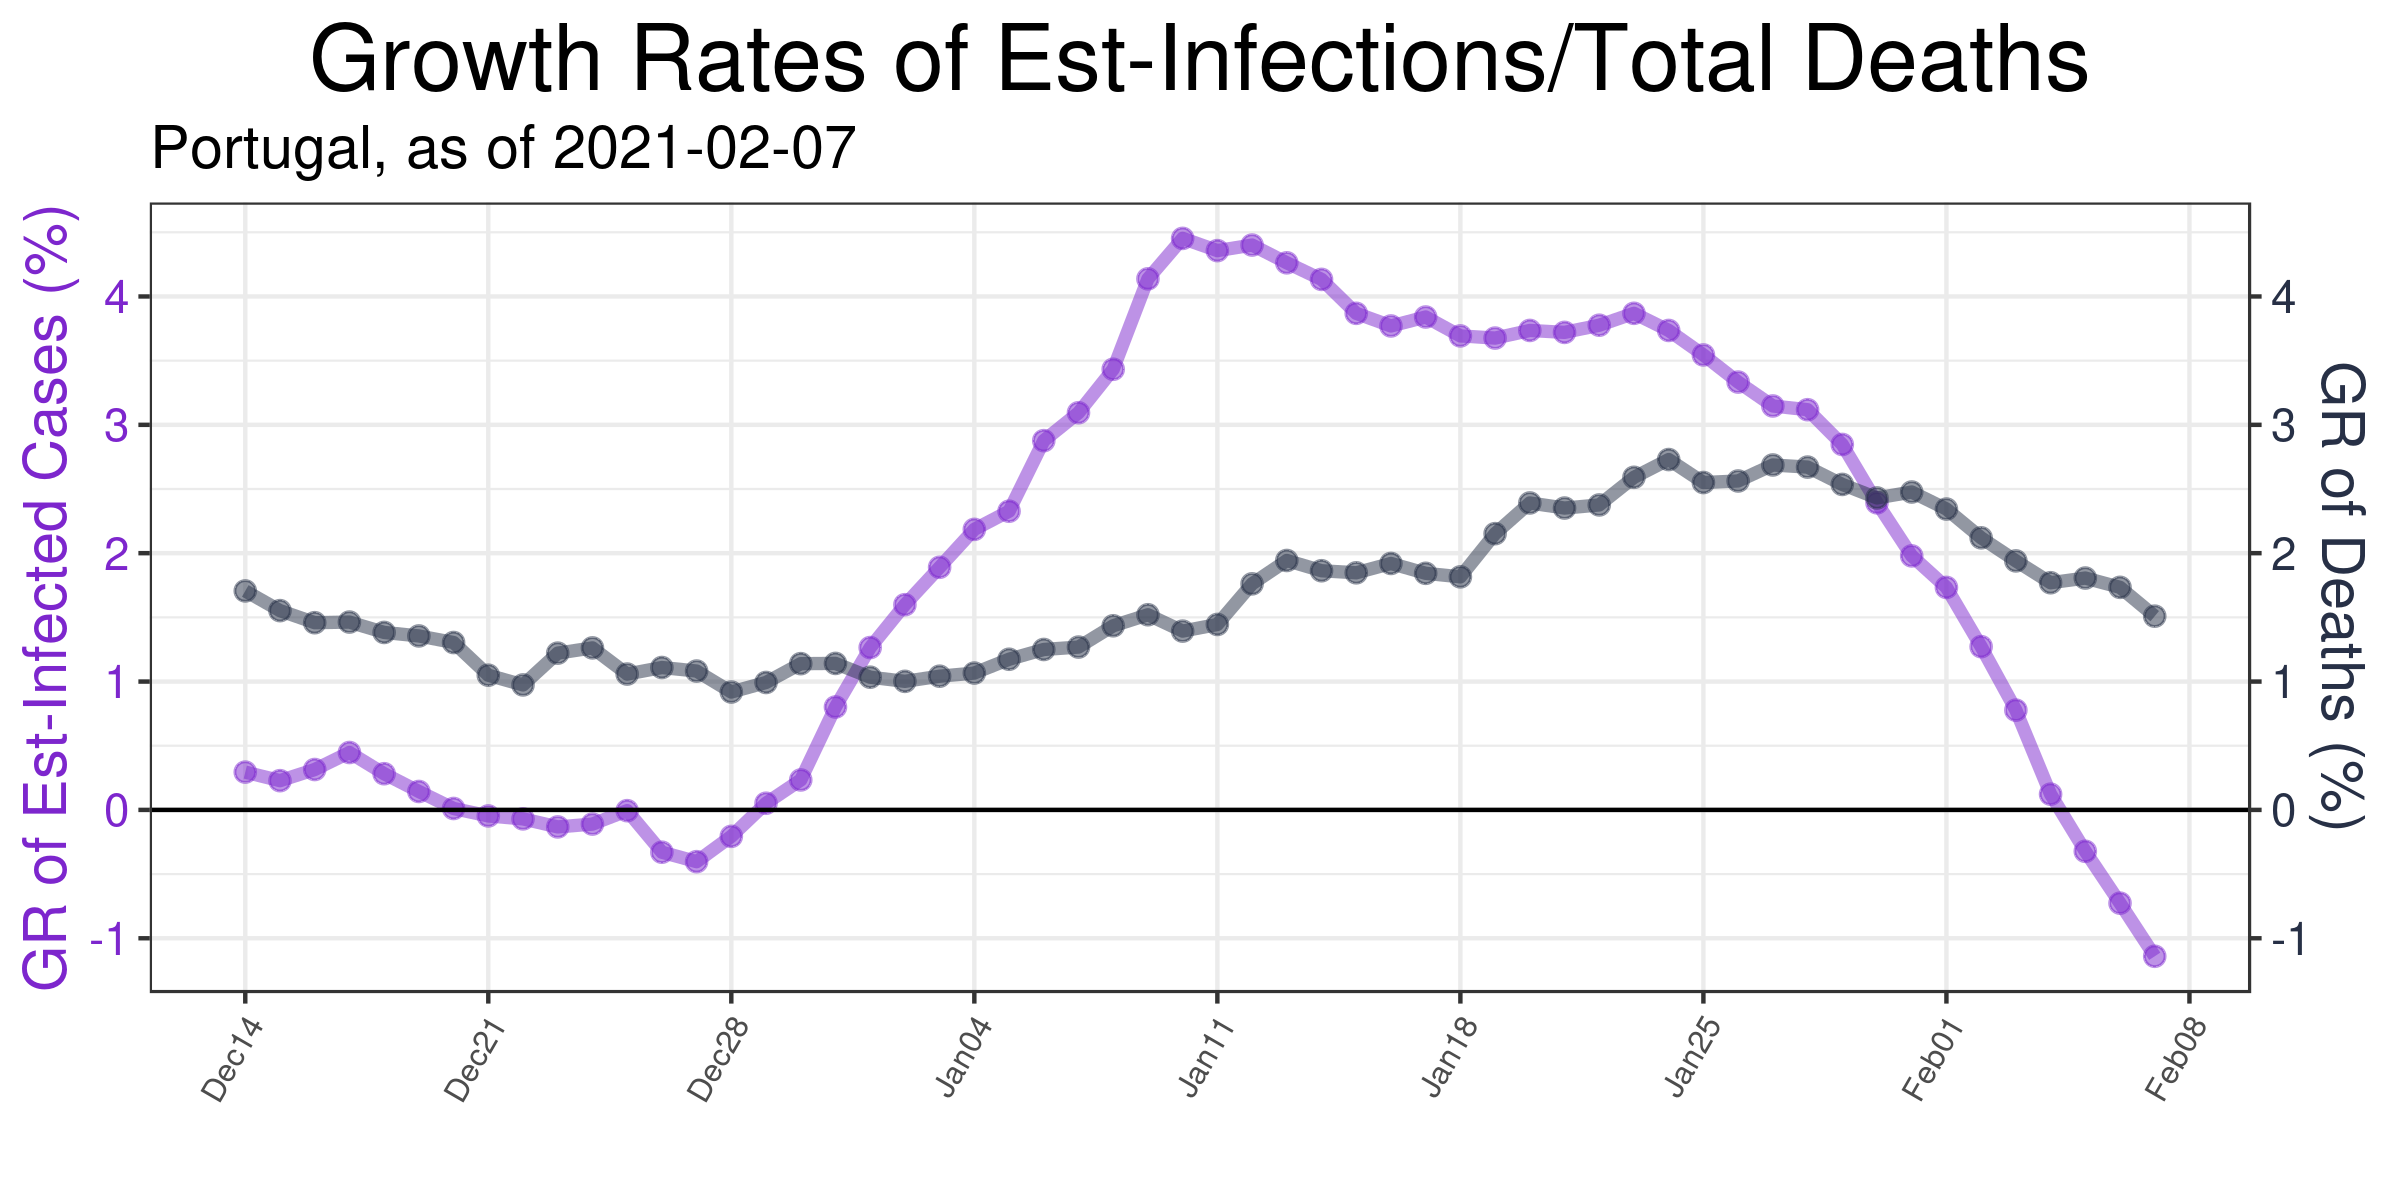 Growth Rates of Est-Infections/Total Deaths
Portugal, as of 2021-02-07
GR of Est-Infected Cases (%)
4
3
2
1
0
-1
GR of Deaths (%)
4
3
2
1
0
-1
Dec14
Dec21
Dec28
Jan04
Jan11
Jan18
Jan25
Feb01
Feb08